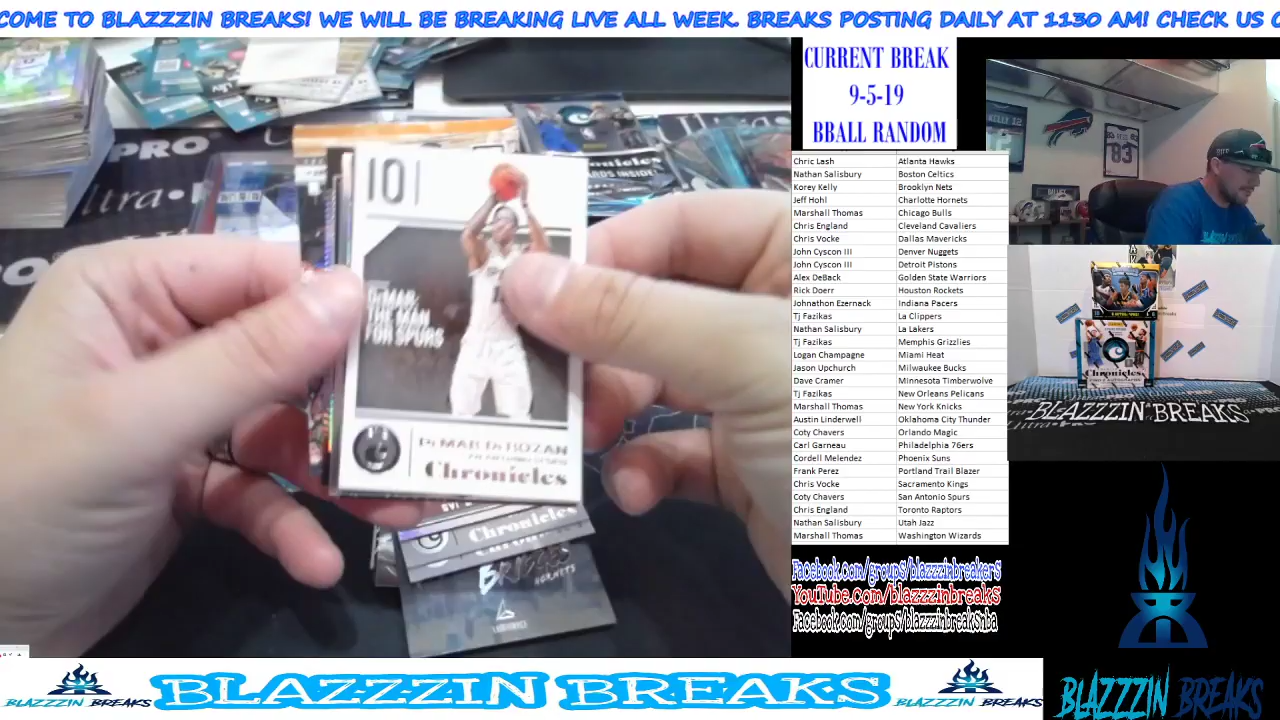 COME TO BLAZZZIN BREAKS! WE WILL BE BREAKING LIVE ALL WEEK. BREAKS POSTING DAILY AT 1130 AM! CHECK US O
CURRENT BREAK
9-5-19
BBALL RANDOM
Chric Lash Atlanta Hawks
Nathan Salisbury Boston Celtics
Korey Kelly Brooklyn Nets
Jeff Hohl Charlotte Hornets
Marshall Thomas Chicago Bulls
Chris England Cleveland Cavaliers
Chris Vocke Dallas Mavericks
John Cyscon III Denver Nuggets
John Cyscon III Detroit Pistons
Alex DeBack Golden State Warriors
Rick Doerr Houston Rockets
Johnathon Ezernack Indiana Pacers
Tj Fazikas La Clippers
Nathan Salisbury La Lakers
Tj Fazikas Memphis Grizzlies
Logan Champagne Miami Heat
Jason Upchurch Milwaukee Bucks
Dave Cramer Minnesota Timberwolve
Tj Fazikas New Orleans Pelicans
Marshall Thomas New York Knicks
Austin Linderwell Oklahoma City Thunder
Coty Chavers Orlando Magic
Carl Garneau Philadelphia 76ers
Cordell Melendez Phoenix Suns
Frank Perez Portland Trail Blazer
Chris Vocke Sacramento Kings
Coty Chavers San Antonio Spurs
Chris England Toronto Raptors
Nathan Salisbury Utah Jazz
Marshall Thomas Washington Wizards
Facebook.com/groups/blazzzinbreakers
YouTube.com/blazzzinbreaks
Facebook.com/groups/blazzzinbreaksnba
10
DEMAR:
THE MAN
FOR SPURS
DeMAR DeROZAN
Chronicles
Chronicles
BRIDGES
HORNETS
LUMINANCE
PRO
Ultra
83
Chronicles
BLAZZZIN BREAKS
BLAZZZIN BREAKS
BLAZZZIN BREAKS
BLAZZZIN BREAKS
BLAZZZIN BREAKS